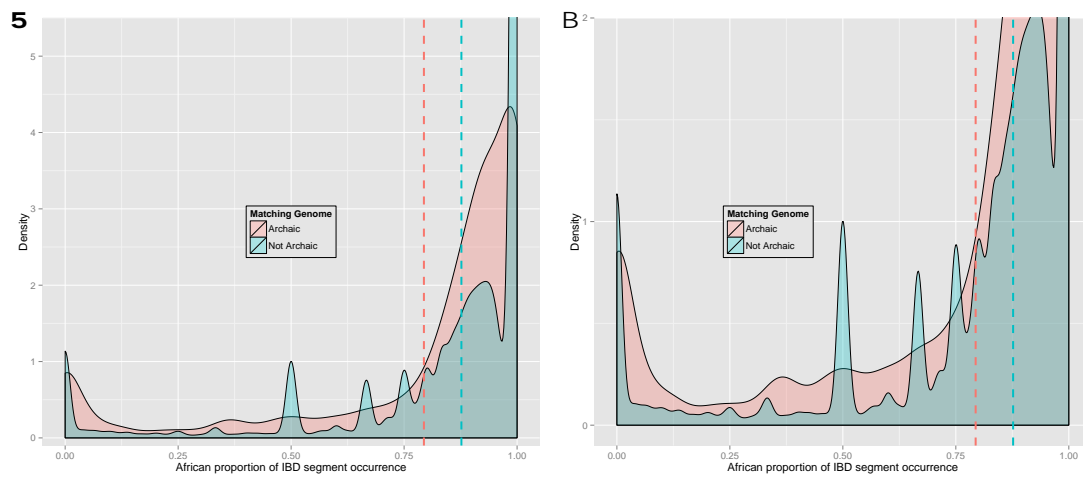 5
5
4
3
2
1
0
Density
Matching Genome
Archaic
Not Archaic
0.00 0.25 0.50 0.75 1.00
African proportion of IBD segment occurrence
B
2
1
0
Density
Matching Genome
Archaic
Not Archaic
0.00 0.25 0.50 0.75 1.00
African proportion of IBD segment occurrence